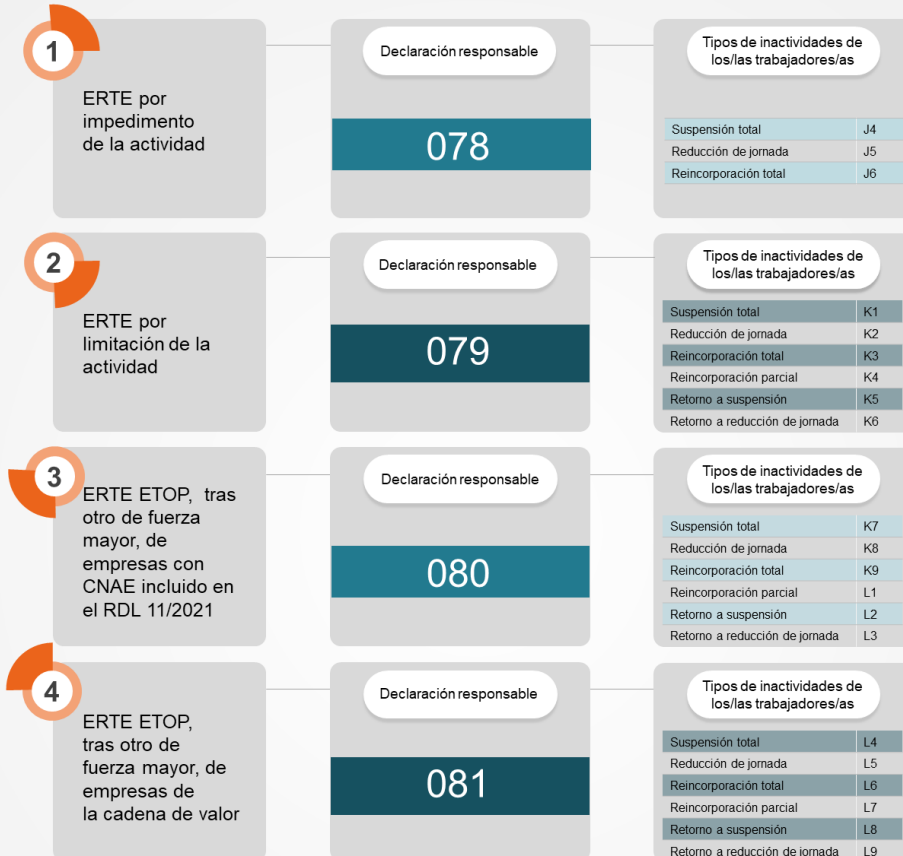 1
ERTE por
impedimento
de la actividad
Declaración responsable
078
Tipos de inactividades de
los/las trabajadores/as
Suspensión total J4
Reducción de jornada J5
Reincorporación total J6
2
ERTE por
limitación de la
actividad
Declaración responsable
079
Tipos de inactividades de
los/las trabajadores/as
Suspensión total K1
Reducción de jornada K2
Reincorporación total K3
Reincorporación parcial K4
Retorno a suspensión K5
Retorno a reducción de jornada K6
3
ERTE ETOP, tras
otro de fuerza
mayor, de
empresas con
CNAE incluido en
el RDL 11/2021
Declaración responsable
080
Tipos de inactividades de
los/las trabajadores/as
Suspensión total K7
Reducción de jornada K8
Reincorporación total K9
Reincorporación parcial L1
Retorno a suspensión L2
Retorno a reducción de jornada L3
4
ERTE ETOP,
tras otro de
fuerza mayor, de
empresas de
la cadena de valor
Declaración responsable
081
Tipos de inactividades de
los/las trabajadores/as
Suspensión total L4
Reducción de jornada L5
Reincorporación total L6
Reincorporación parcial L7
Retorno a suspensión L8
Retorno a reducción de jornada L9